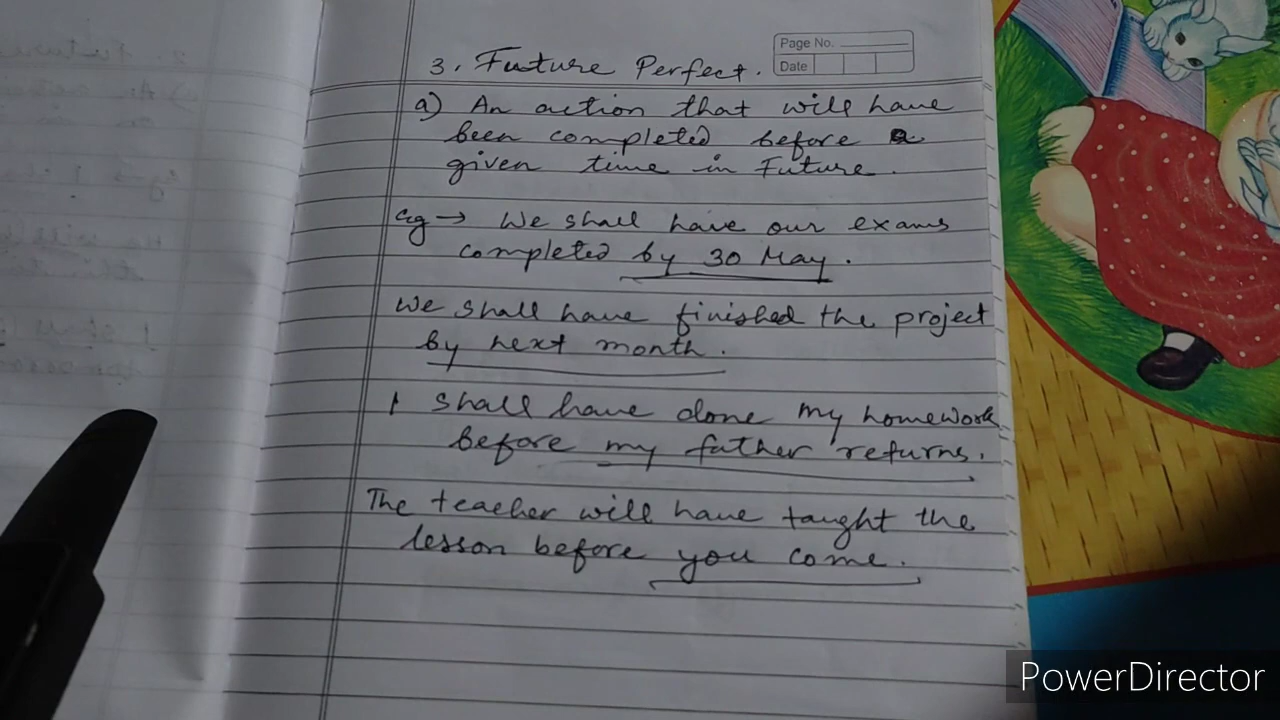 Page No.
Date
3. Future Perfect.
a) An action that will have
been completed before a
given time in Future.
eg → We shall have our exams
completed by 30 May.
We shall have finished the project
by next month.
I shall have done my homework
before my father returns.
The teacher will have taught the
lesson before you come.
PowerDirector